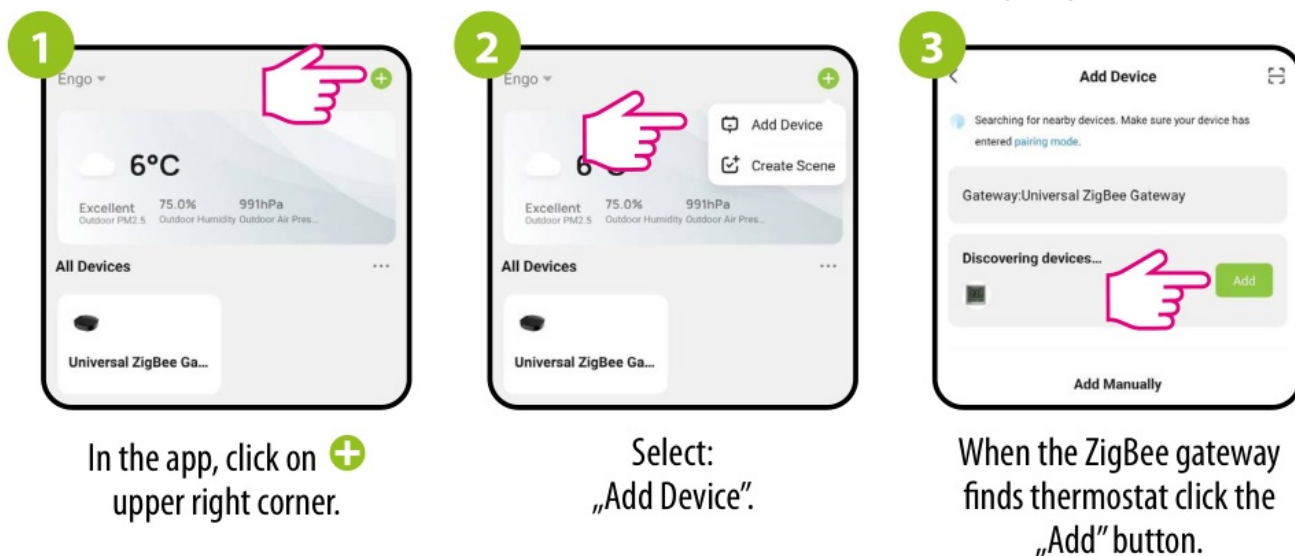 1
Engo
6°C
Excellent 75.0% 991hPa
Outdoor PM2.5 Outdoor Humidity Outdoor Air Pres...
All Devices
Universal ZigBee Ga...
In the app, click on
upper right corner.
2
Engo
Add Device
Create Scene
6
Excellent 75.0% 991hPa
Outdoor PM2.5 Outdoor Humidity Outdoor Air Pres...
All Devices
Universal ZigBee Ga...
Select:
„Add Device”.
3
Add Device
Searching for nearby devices. Make sure your device has
entered pairing mode.
Gateway:Universal ZigBee Gateway
Discovering devices...
Add
Add Manually
When the ZigBee gateway
finds thermostat click the
„Add” button.